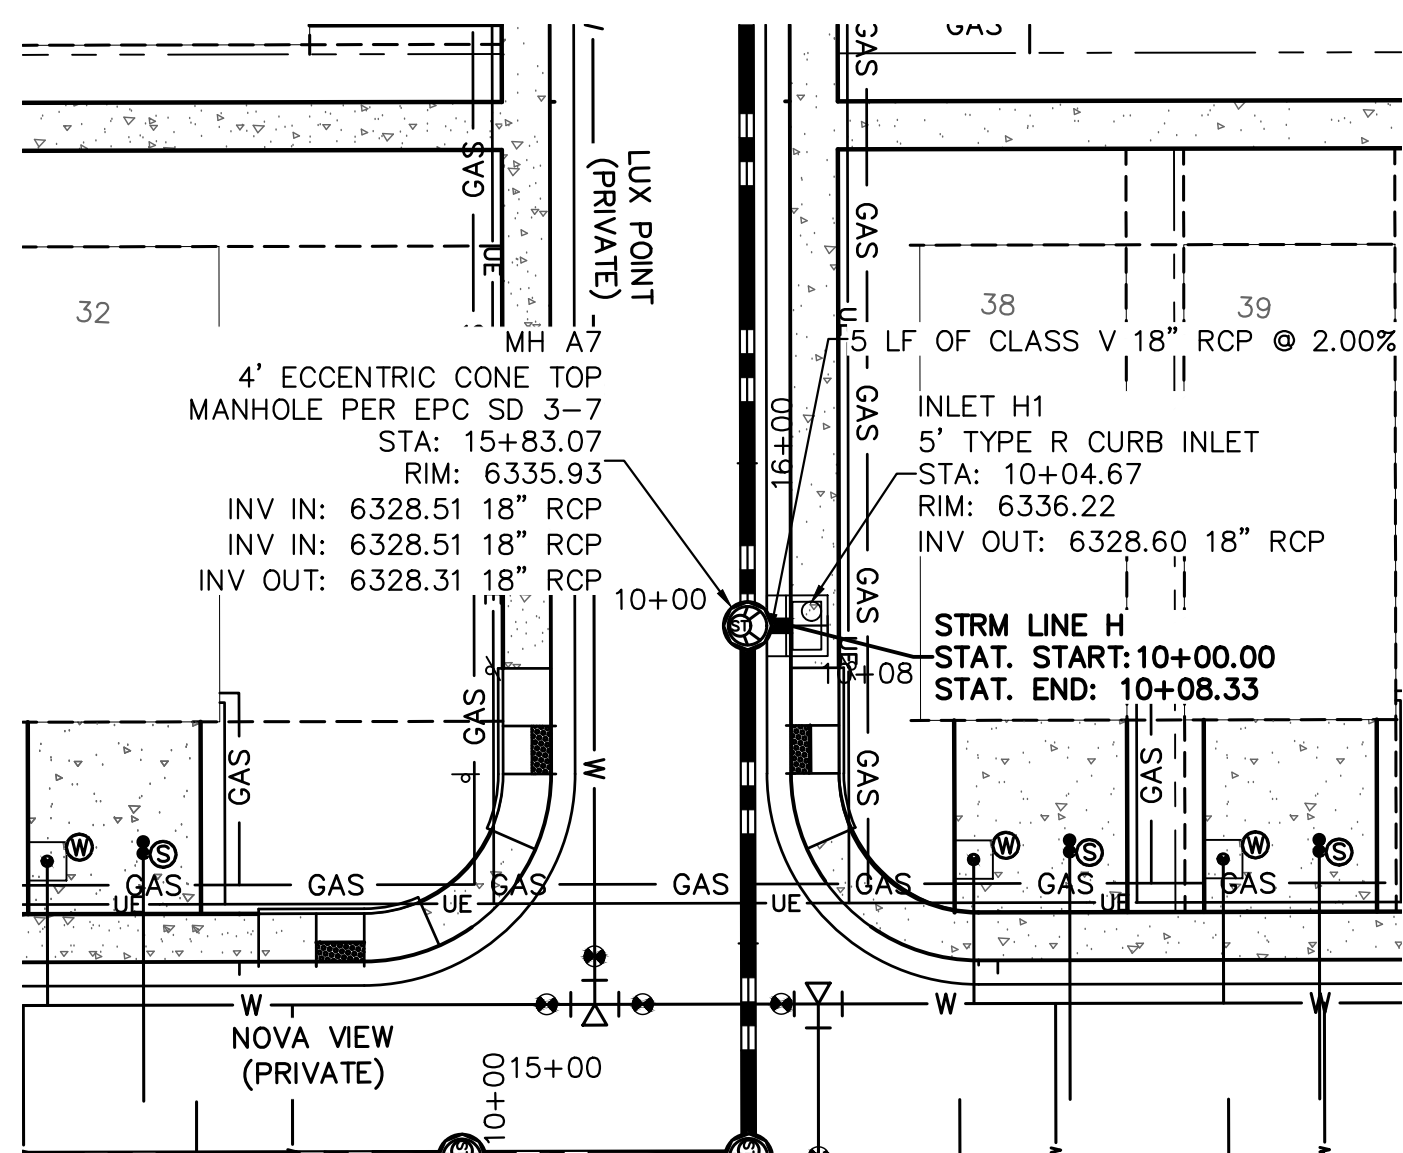 GAS
GAS
GAS
LUX POINT
(PRIVATE)
GAS
GAS
UE
32
38
39
MH A7
4' ECCENTRIC CONE TOP
MANHOLE PER EPC SD 3-7
STA: 15+83.07
RIM: 6335.93
INV IN: 6328.51 18" RCP
INV IN: 6328.51 18" RCP
INV OUT: 6328.31 18" RCP
5 LF OF CLASS V 18" RCP @ 2.00%
16+00
GAS
INLET H1
5' TYPE R CURB INLET
STA: 10+04.67
RIM: 6336.22
INV OUT: 6328.60 18" RCP
10+00
GAS
ST
UE
STRM LINE H
STAT. START:10+00.00
STAT. END: 10+08.33
10+08
GAS
GAS
W
GAS
GAS
W
S
W
S
W
S
GAS
GAS
GAS
GAS
GAS
GAS
GAS
UE
UE
UE
UE
W
W
W
NOVA VIEW
(PRIVATE)
10+00
15+00